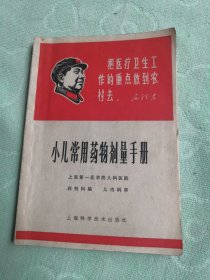 把医疗卫生工
作的重点放到农
村去。
毛泽东
小儿常用药物剂量手册
上海第一医学院儿科医院
药剂科编 儿内科审
上海科学技术出版社